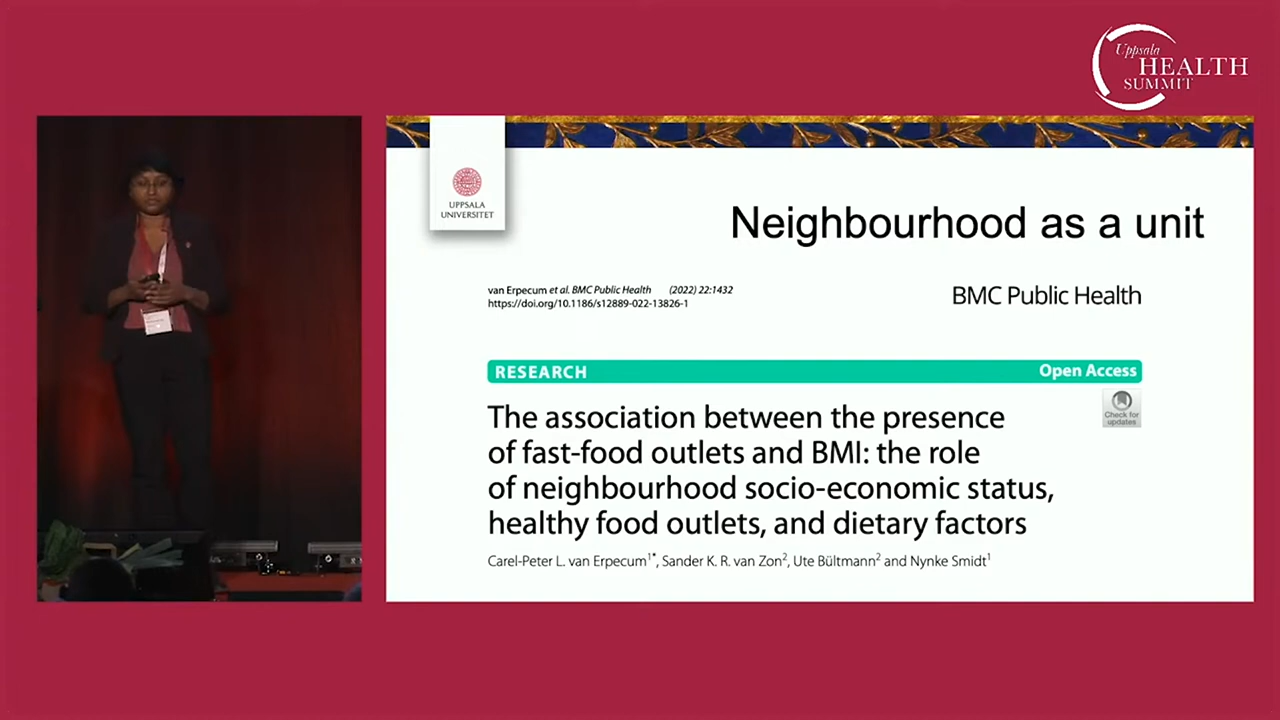 Uppsala
HEALTH
SUMMIT
UPPSALA
UNIVERSITET
Neighbourhood as a unit
van Erpecum et al. BMC Public Health (2022) 22:1432
https://doi.org/10.1186/s12889-022-13826-1
BMC Public Health
RESEARCH
Open Access
Check for
updates
The association between the presence
of fast-food outlets and BMI: the role
of neighbourhood socio-economic status,
healthy food outlets, and dietary factors
Carel-Peter L. van Erpecum1*, Sander K. R. van Zon2, Ute Bültmann2 and Nynke Smidt1